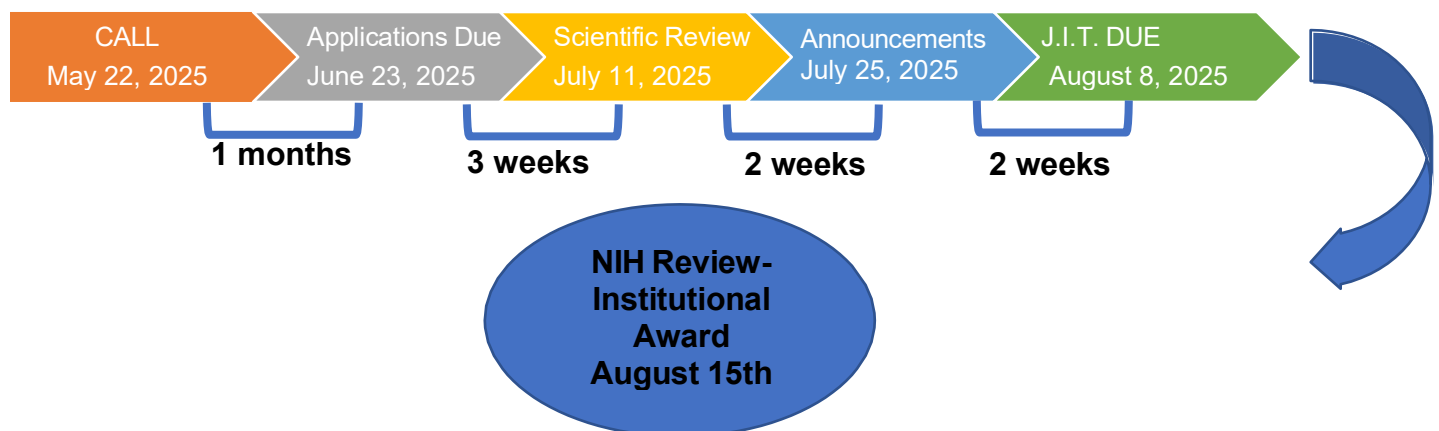 CALL
May 22, 2025
Applications Due
June 23, 2025
Scientific Review
July 11, 2025
Announcements
July 25, 2025
J.I.T. DUE
August 8, 2025
1 months
3 weeks
2 weeks
2 weeks
NIH Review-
Institutional
Award
August 15th